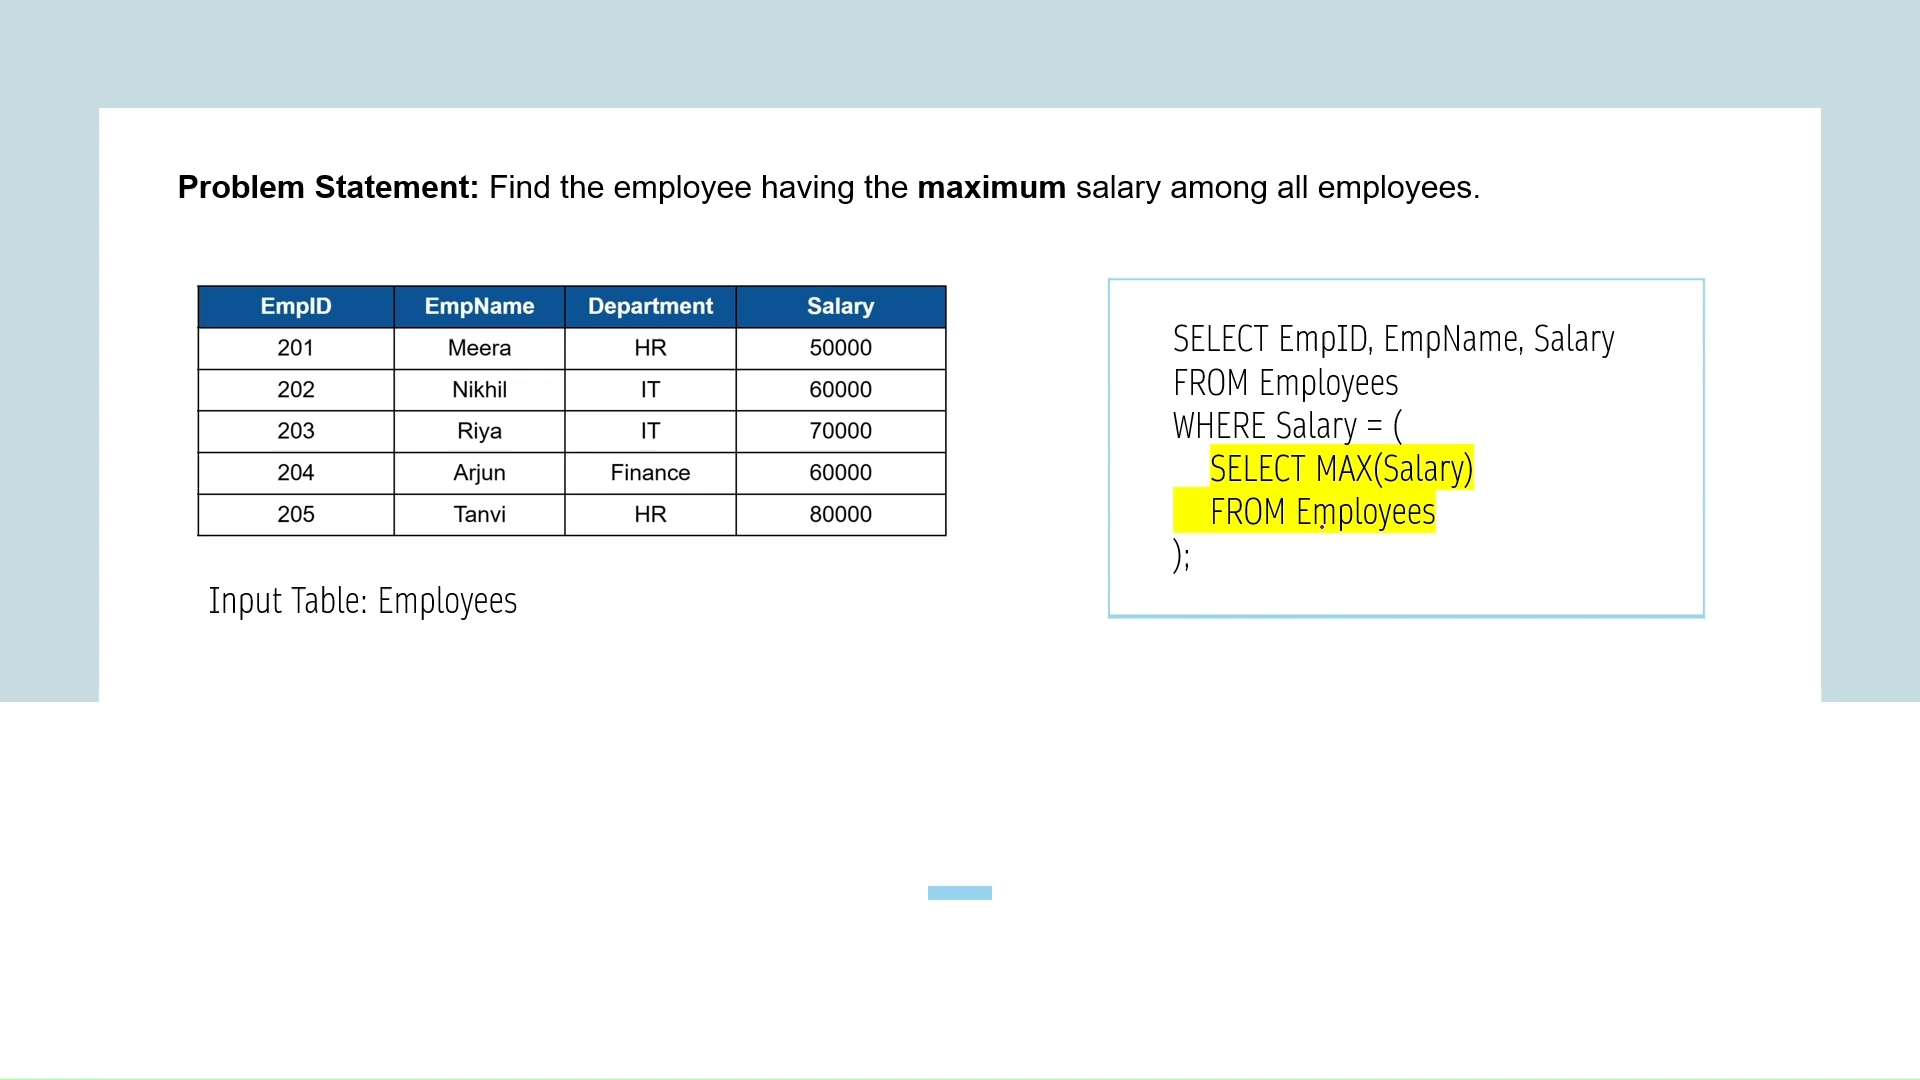 Problem Statement: Find the employee having the maximum salary among all employees.
EmpID EmpName Department Salary
201 Meera HR 50000
202 Nikhil IT 60000
203 Riya IT 70000
204 Arjun Finance 60000
205 Tanvi HR 80000
Input Table: Employees
SELECT EmpID, EmpName, Salary
FROM Employees
WHERE Salary = (
SELECT MAX(Salary)
FROM Employees
);